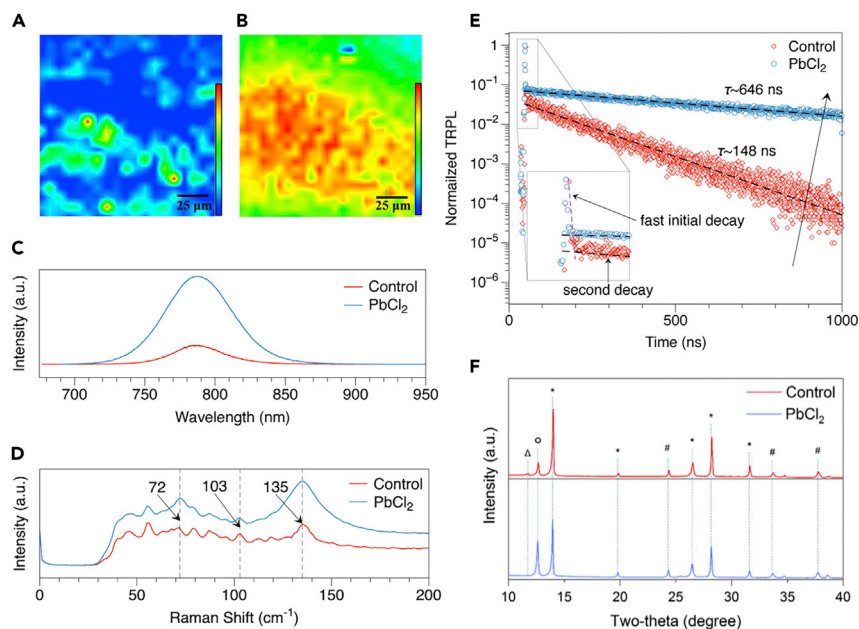 A
B
25 μm
25 μm
C
Intensity (a.u.)
Control
PbCl2
700 750 800 850 900 950
Wavelength (nm)
D
Intensity (a.u.)
72
103
135
Control
PbCl2
0 50 100 150 200
Raman Shift (cm-1)
E
Normalized TRPL
1
10-1
10-2
10-3
10-4
10-5
10-6
Control
PbCl2
τ~646 ns
τ~148 ns
fast initial decay
second decay
0 500 1000
Time (ns)
F
Intensity (a.u.)
Control
PbCl2
Δ o * * # * * * # #
10 15 20 25 30 35 40
Two-theta (degree)